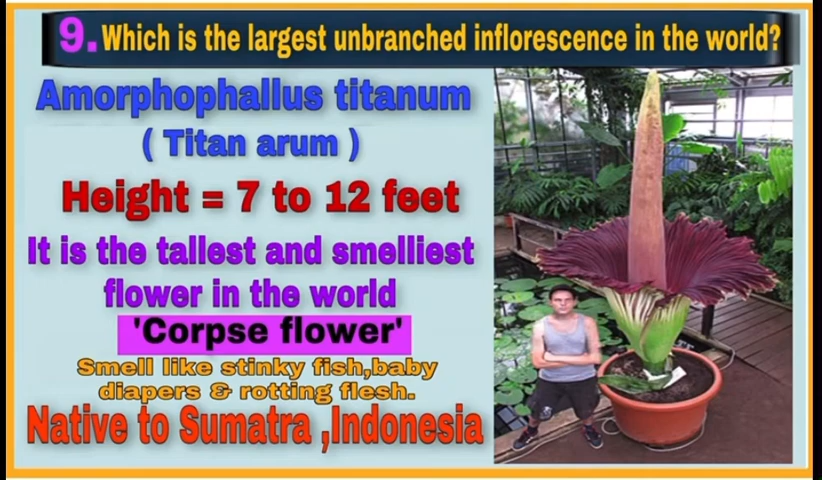 9. Which is the largest unbranched inflorescence in the world?
Amorphophallus titanum
( Titan arum )
Height = 7 to 12 feet
It is the tallest and smelliest
flower in the world
'Corpse flower'
Smell like stinky fish,baby
diapers & rotting flesh.
Native to Sumatra ,Indonesia